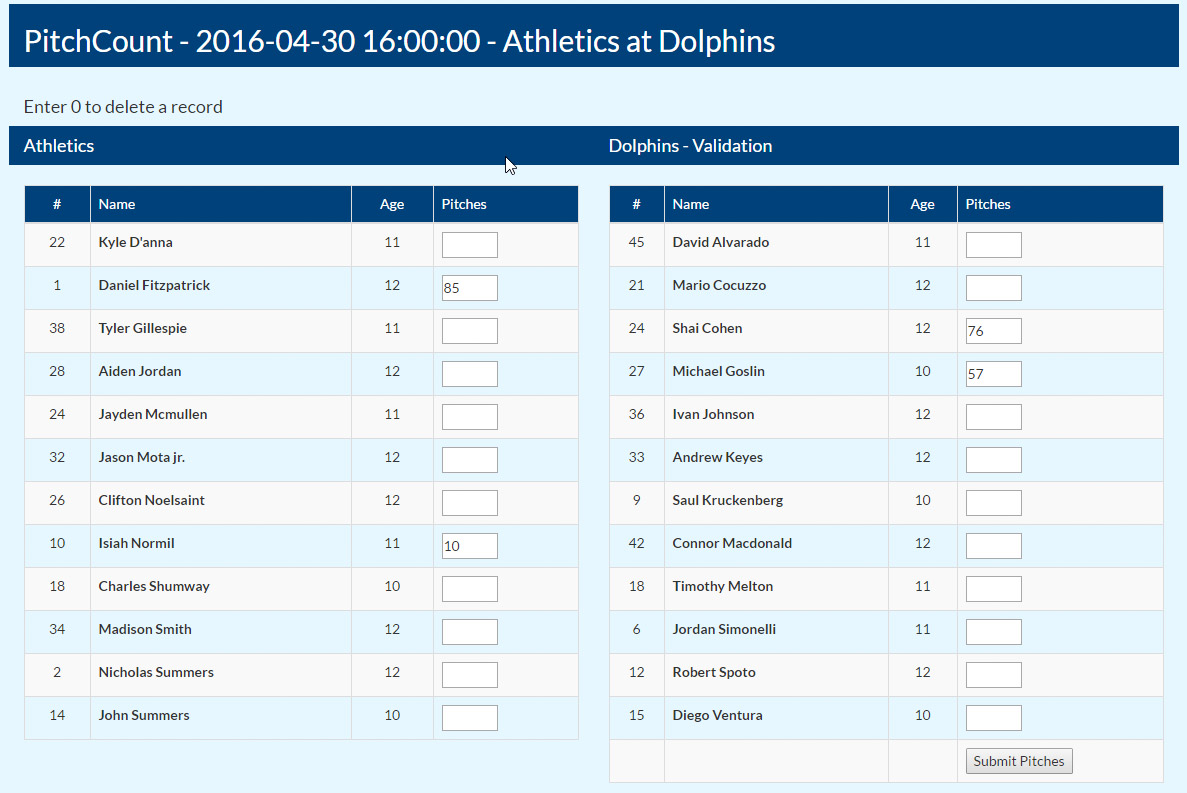 PitchCount - 2016-04-30 16:00:00 - Athletics at Dolphins
Enter 0 to delete a record
Athletics
# Name Age Pitches
22 Kyle D'anna 11
1 Daniel Fitzpatrick 12 85
38 Tyler Gillespie 11
28 Aiden Jordan 12
24 Jayden Mcmullen 11
32 Jason Mota jr. 12
26 Clifton Noelsaint 12
10 Isiah Normil 11 10
18 Charles Shumway 10
34 Madison Smith 12
2 Nicholas Summers 12
14 John Summers 10
Dolphins - Validation
# Name Age Pitches
45 David Alvarado 11
21 Mario Cocuzzo 12
24 Shai Cohen 12 76
27 Michael Goslin 10 57
36 Ivan Johnson 12
33 Andrew Keyes 12
9 Saul Kruckenberg 10
42 Connor Macdonald 12
18 Timothy Melton 11
6 Jordan Simonelli 11
12 Robert Spoto 12
15 Diego Ventura 10
Submit Pitches